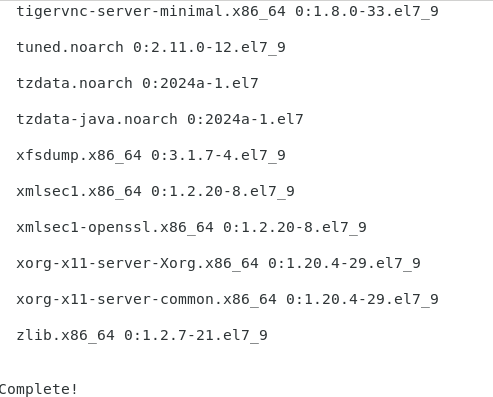 tigervnc-server-minimal.x86_64 0:1.8.0-33.el7_9
tuned.noarch 0:2.11.0-12.el7_9
tzdata.noarch 0:2024a-1.el7
tzdata-java.noarch 0:2024a-1.el7
xfsdump.x86_64 0:3.1.7-4.el7_9
xmlsec1.x86_64 0:1.2.20-8.el7_9
xmlsec1-openssl.x86_64 0:1.2.20-8.el7_9
xorg-x11-server-Xorg.x86_64 0:1.20.4-29.el7_9
xorg-x11-server-common.x86_64 0:1.20.4-29.el7_9
zlib.x86_64 0:1.2.7-21.el7_9
Complete!